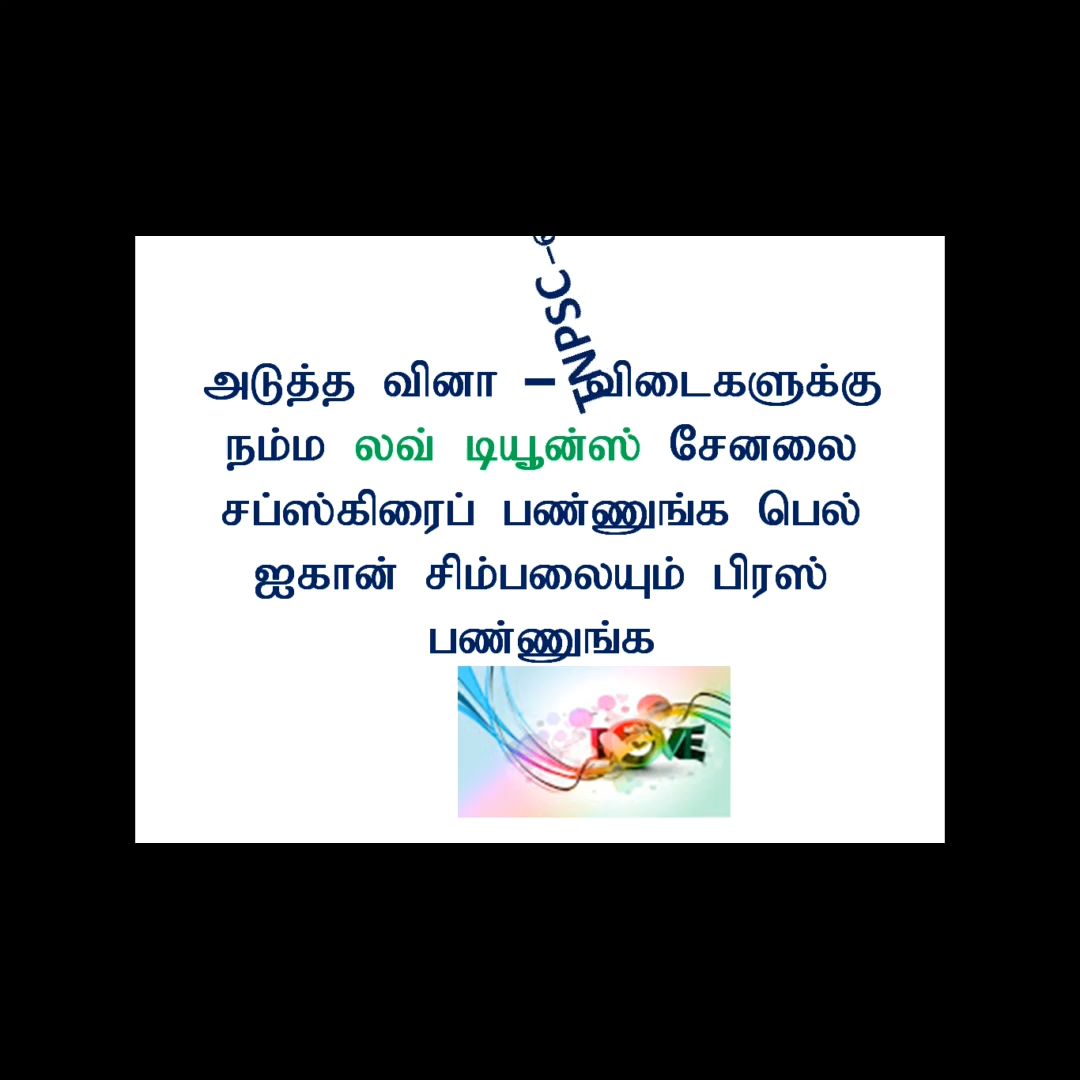 TNPSC-
அடுத்த வினா – விடைகளுக்கு
நம்ம லவ் டியூன்ஸ் சேனலை
சப்ஸ்கிரைப் பண்ணுங்க பெல்
ஐகான் சிம்பலையும் பிரஸ்
பண்ணுங்க
LOVE